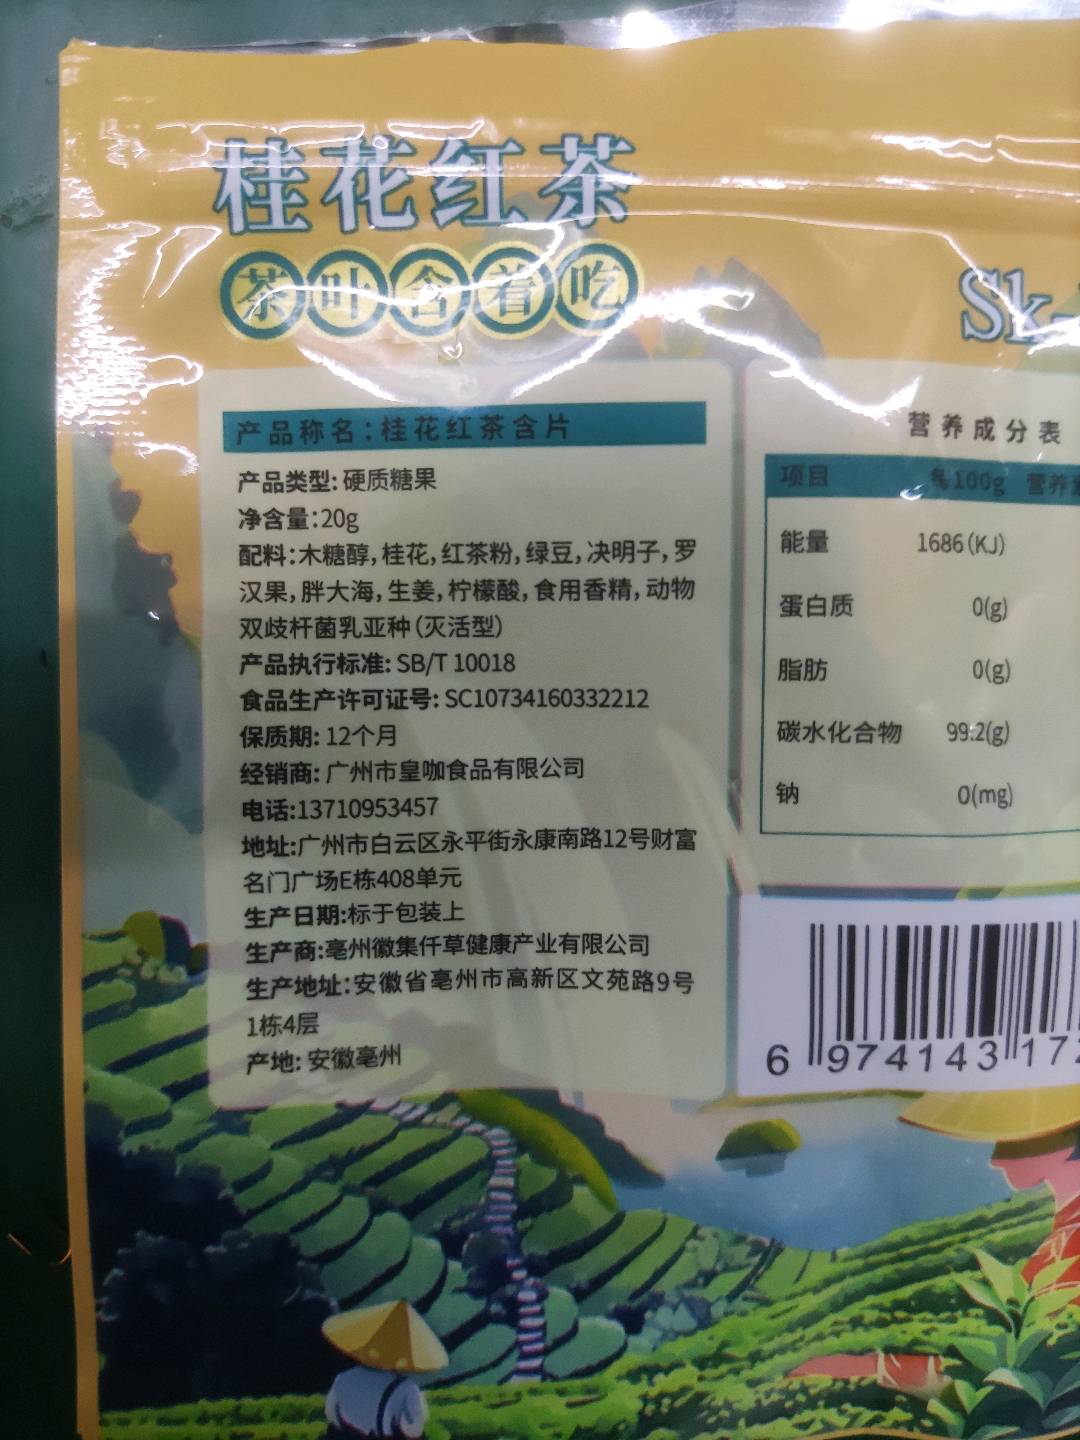 桂花红茶
茶叶含着吃
Sk-
产品称名：桂花红茶含片
产品类型：硬质糖果
净含量：20g
配料：木糖醇，桂花，红茶粉，绿豆，决明子，罗
汉果，胖大海，生姜，柠檬酸，食用香精，动物
双歧杆菌乳亚种（灭活型）
产品执行标准：SB/T 10018
食品生产许可证号：SC10734160332212
保质期：12个月
经销商：广州市皇咖食品有限公司
电话:13710953457
地址:广州市白云区永平街永康南路12号财富
名门广场E栋408单元
生产日期:标于包装上
生产商:亳州徽集仟草健康产业有限公司
生产地址：安徽省亳州市高新区文苑路9号
1栋4层
产地：安徽亳州
营养成分表
项目 每100g 营养
能量 1686(KJ)
蛋白质 0(g)
脂肪 0(g)
碳水化合物 99.2(g)
钠 0(mg)
6 974143 17